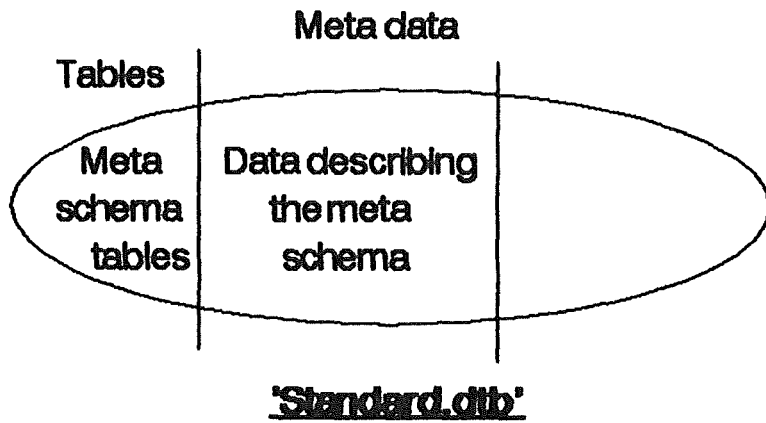 Meta data
Tables
Meta
schema
tables
Data describing
the meta
schema
'Standard.dtb'